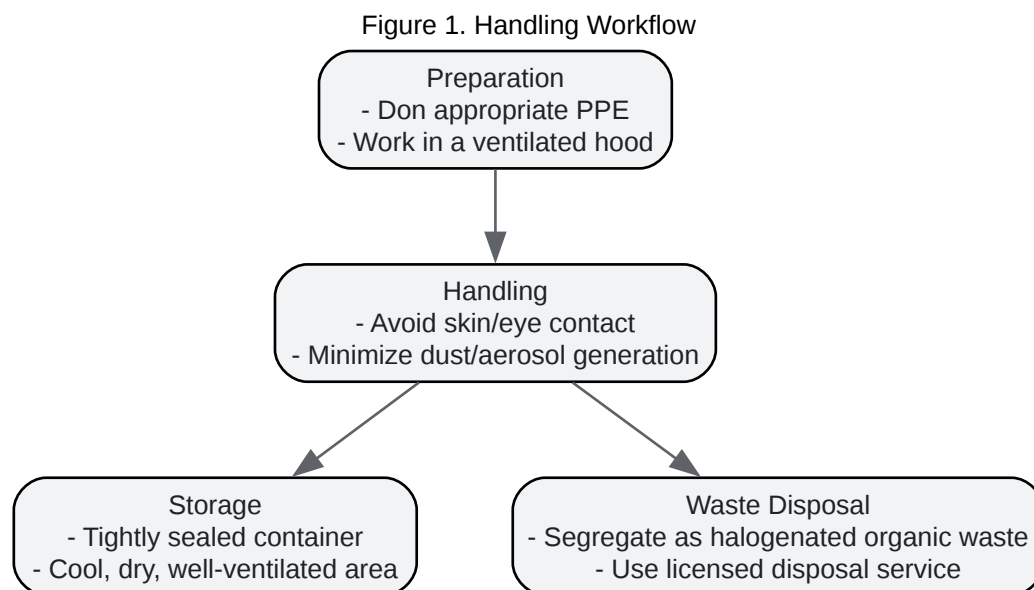 Figure 1. Handling Workflow
Preparation
- Don appropriate PPE
- Work in a ventilated hood
Handling
- Avoid skin/eye contact
- Minimize dust/aerosol generation
Storage
- Tightly sealed container
- Cool, dry, well-ventilated area
Waste Disposal
- Segregate as halogenated organic waste
- Use licensed disposal service